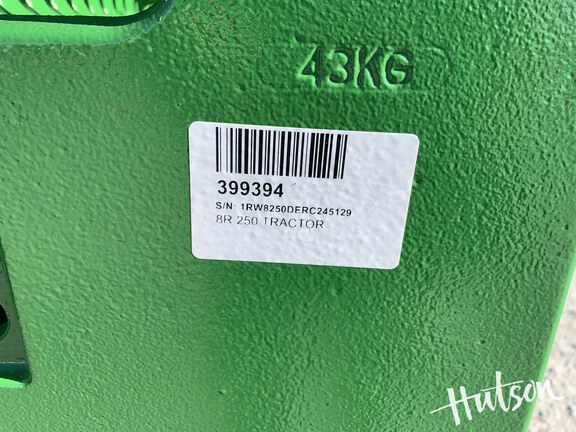 43KG
399394
S/N: 1RW8250DERC245129
8R 250 TRACTOR
Hutson